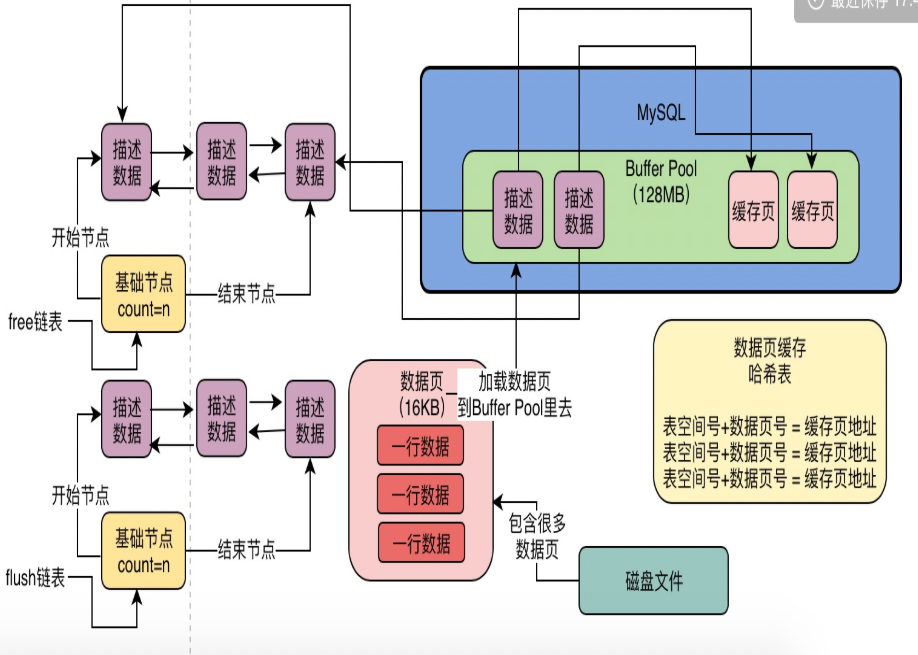 最近保存 17:4
描述
数据
描述
数据
描述
数据
开始节点
基础节点
count=n
结束节点
free链表
MySQL
Buffer Pool
(128MB)
描述
数据
描述
数据
缓存页
缓存页
数据页缓存
哈希表
表空间号+数据页号 = 缓存页地址
表空间号+数据页号 = 缓存页地址
表空间号+数据页号 = 缓存页地址
描述
数据
描述
数据
描述
数据
开始节点
基础节点
count=n
结束节点
flush链表
数据页
(16KB)
加载数据页
到Buffer Pool里去
一行数据
一行数据
一行数据
包含很多
数据页
磁盘文件